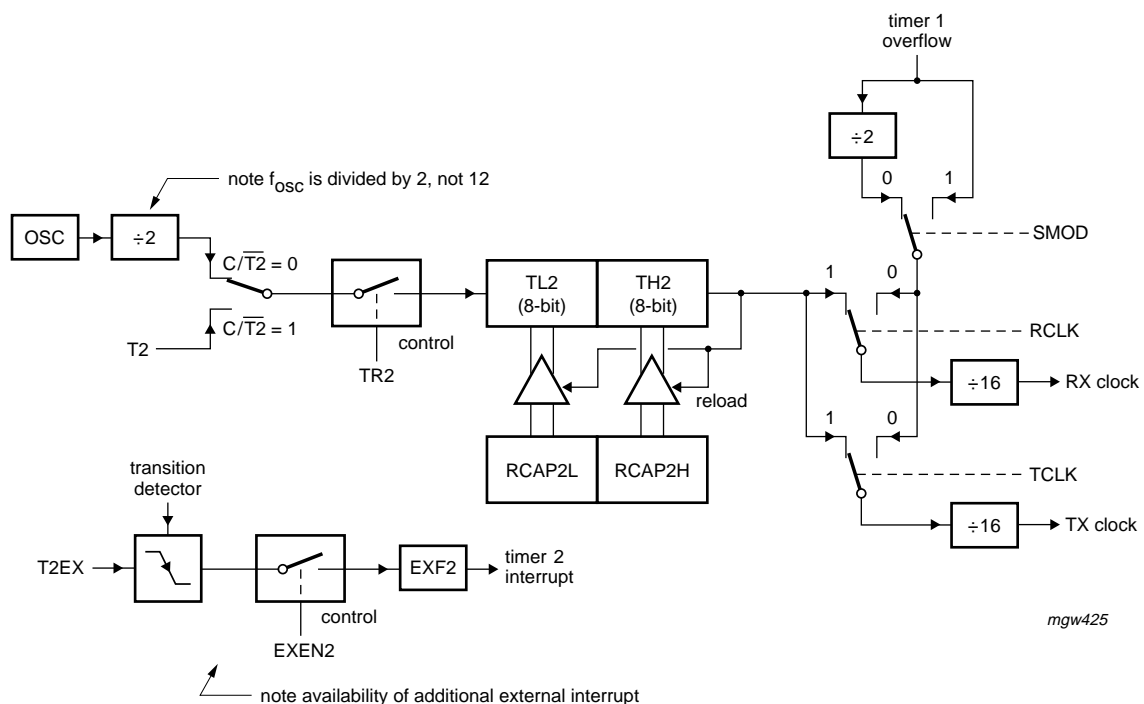 timer 1
overflow
÷2
0
1
SMOD
note fosc is divided by 2, not 12
OSC
÷2
C/T2 = 0
C/T2 = 1
T2
control
TR2
TL2
(8-bit)
TH2
(8-bit)
reload
RCAP2L
RCAP2H
1
0
RCLK
÷16
RX clock
1
0
TCLK
÷16
TX clock
transition
detector
T2EX
control
EXEN2
EXF2
timer 2
interrupt
mgw425
note availability of additional external interrupt